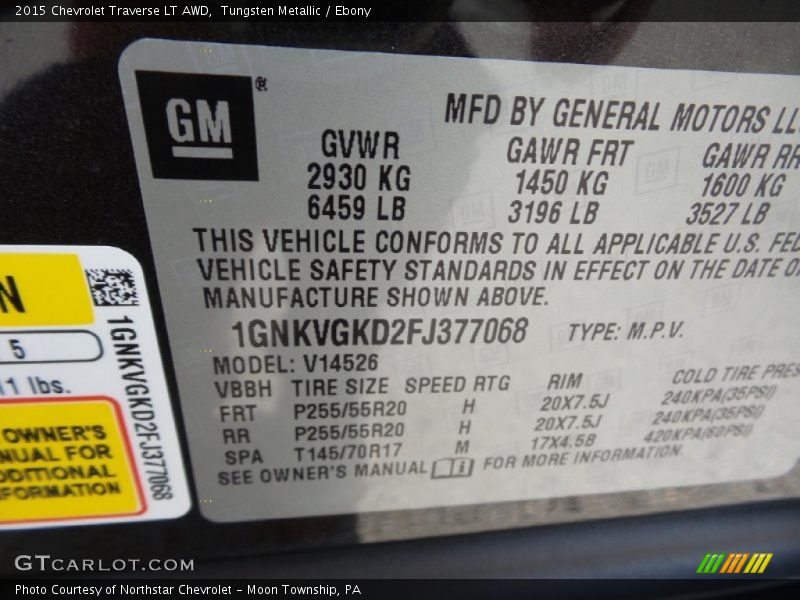 2015 Chevrolet Traverse LT AWD, Tungsten Metallic / Ebony
GM ®
MFD BY GENERAL MOTORS LL
GVWR GAWR FRT GAWR RR
2930 KG 1450 KG 1600 KG
6459 LB 3196 LB 3527 LB
THIS VEHICLE CONFORMS TO ALL APPLICABLE U.S. FED
VEHICLE SAFETY STANDARDS IN EFFECT ON THE DATE O
MANUFACTURE SHOWN ABOVE.
1GNKVGKD2FJ377068 TYPE: M.P.V.
MODEL: V14526
VBBH TIRE SIZE SPEED RTG RIM COLD TIRE PRES
FRT P255/55R20 H 20X7.5J 240KPA(35PSI)
RR P255/55R20 H 20X7.5J 240KPA(35PSI)
SPA T145/70R17 M 17X4.5B 420KPA(60PSI)
SEE OWNER'S MANUAL FOR MORE INFORMATION.
N
5
11 lbs.
OWNER'S
NUAL FOR
DDITIONAL
FORMATION
1GNKVGKD2FJ377068
GTCARLOT.COM
Photo Courtesy of Northstar Chevrolet - Moon Township, PA